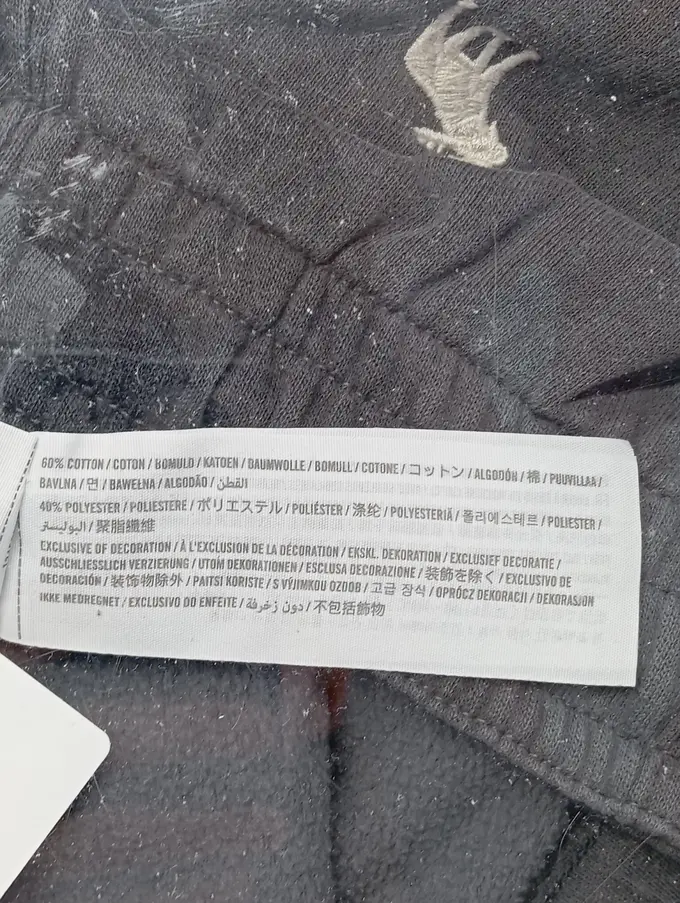 60% COTTON / COTON / BOMULD / KATOEN / BAUMWOLLE / BOMULL / COTONE / コットン / ALGODÓN / 棉 / PUUVILLAA /
BAVLNA / 면 / BAWEŁNA / ALGODÃO / القطن
40% POLYESTER / POLIESTERE / ポリエステル / POLIÉSTER / 涤纶 / POLYESTERIÄ / 폴리에스테르 / POLIESTER /
البوليستر / 聚脂纖維
EXCLUSIVE OF DECORATION / À L'EXCLUSION DE LA DÉCORATION / EKSKL. DEKORATION / EXCLUSIEF DECORATIE /
AUSSCHLIESSLICH VERZIERUNG / UTOM DEKORATIONEN / ESCLUSA DECORAZIONE / 装飾を除く / EXCLUSIVO DE
DECORACIÓN / 装饰物除外 / PAITSI KORISTE / S VÝJIMKOU OZDOB / 고급 장식 / OPRÓCZ DEKORACJI / DEKORASJON
IKKE MEDREGNET / EXCLUSIVO DO ENFEITE / دون زخرفة / 不包括飾物